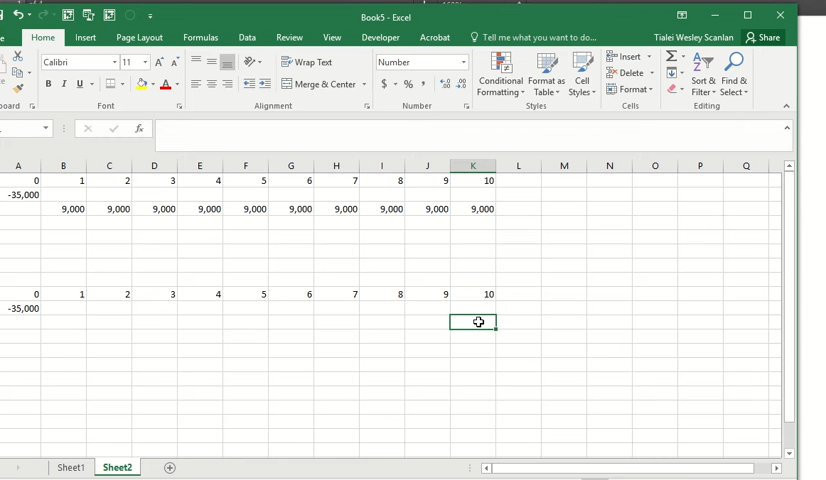 Book5 - Excel
Home Insert Page Layout Formulas Data Review View Developer Acrobat Tell me what you want to do... Tialei Wesley Scanlan Share
Calibri 11 A A Wrap Text Number Insert
B I U A Merge & Center $ % , Conditional Formatting Format as Table Cell Styles Delete Sort & Filter Find & Select
Format
Font Alignment Number Styles Cells Editing
fx
A B C D E F G H I J K L M N O P Q
0 1 2 3 4 5 6 7 8 9 10
-35,000
9,000 9,000 9,000 9,000 9,000 9,000 9,000 9,000 9,000 9,000
0 1 2 3 4 5 6 7 8 9 10
-35,000
Sheet1 Sheet2